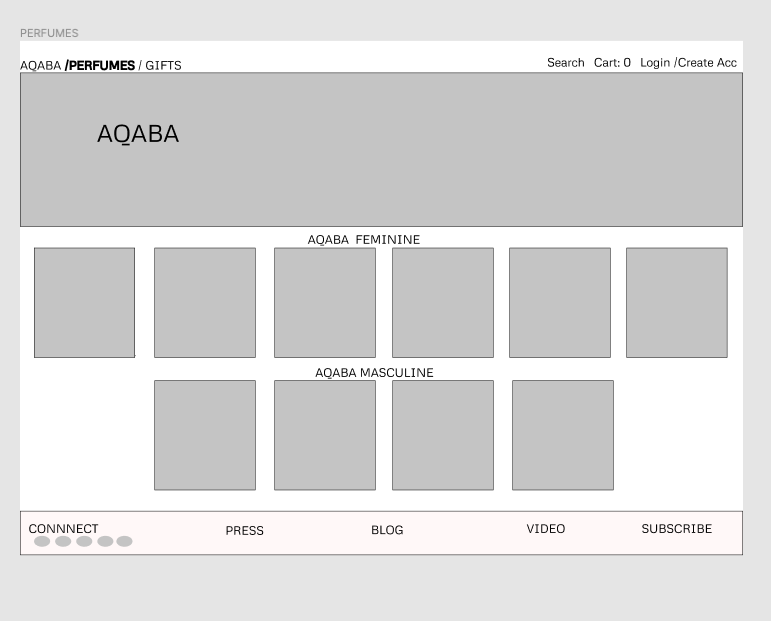 PERFUMES
AQABA /PERFUMES / GIFTS
Search Cart: 0 Login /Create Acc
AQABA
AQABA FEMININE
AQABA MASCULINE
CONNNECT
PRESS
BLOG
VIDEO
SUBSCRIBE